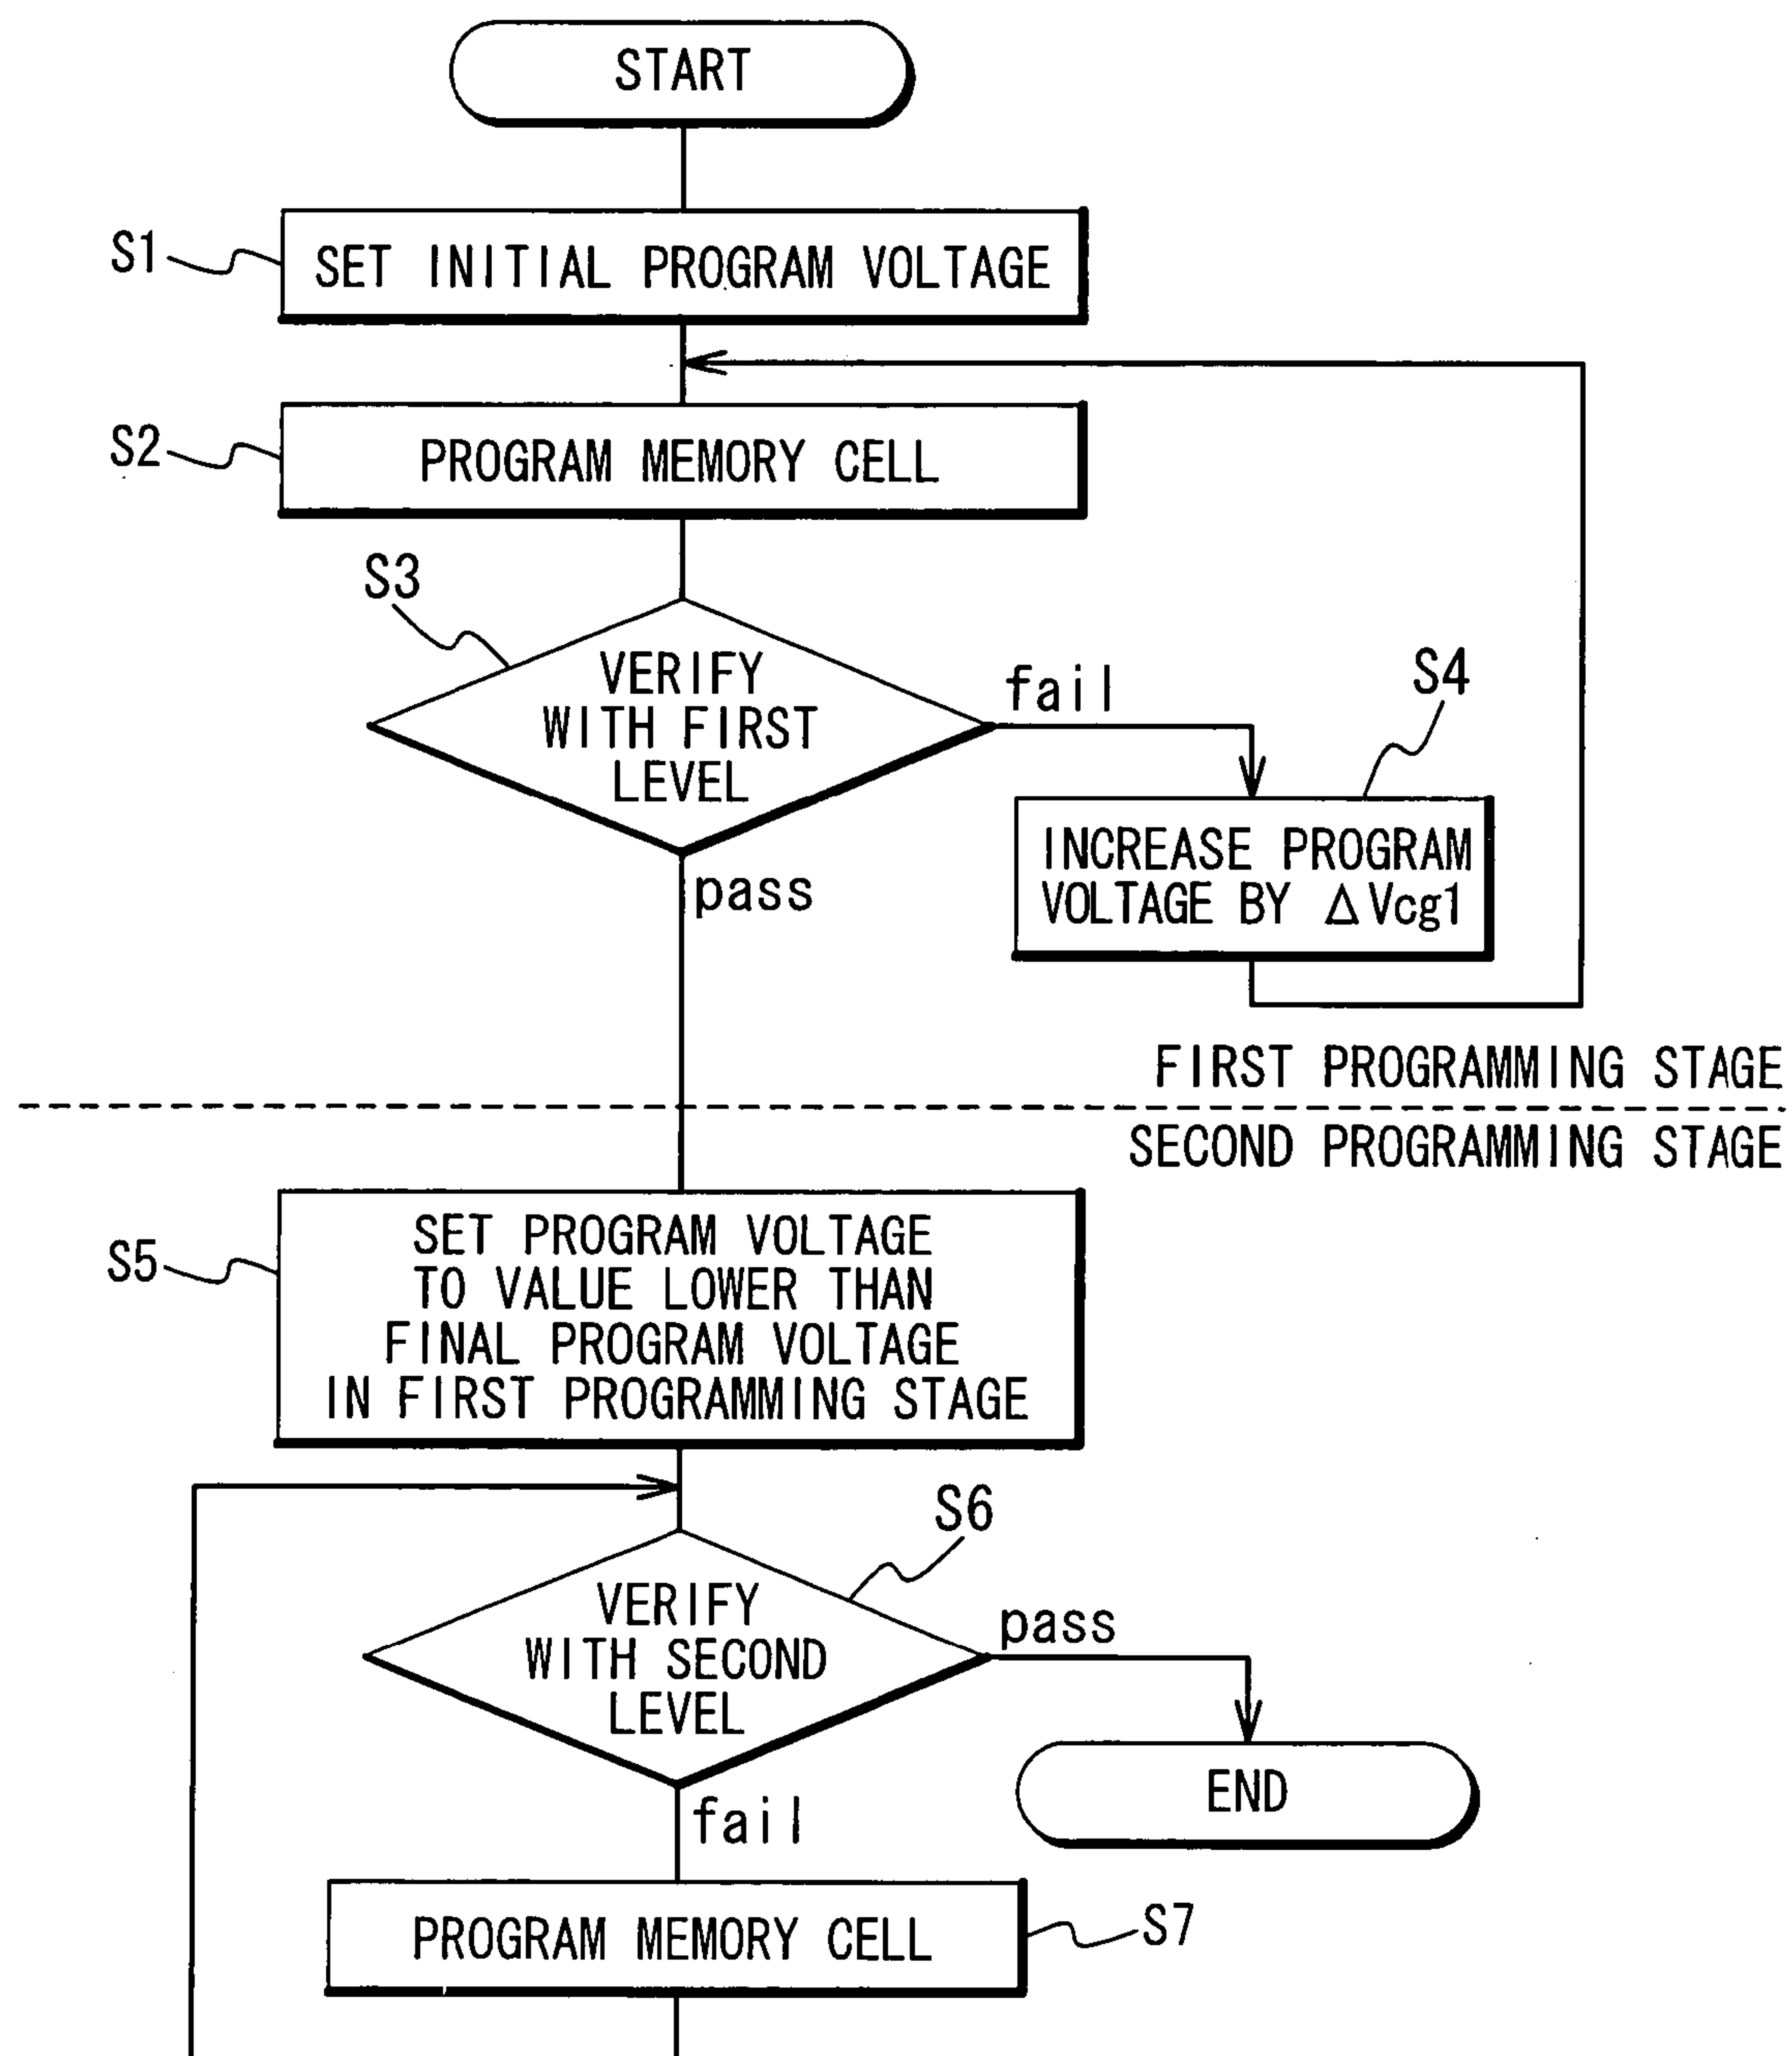 START
S1
SET INITIAL PROGRAM VOLTAGE
S2
PROGRAM MEMORY CELL
S3
VERIFY
WITH FIRST
LEVEL
fail
S4
INCREASE PROGRAM
VOLTAGE BY Δ Vcg1
pass
FIRST PROGRAMMING STAGE
SECOND PROGRAMMING STAGE
S5
SET PROGRAM VOLTAGE
TO VALUE LOWER THAN
FINAL PROGRAM VOLTAGE
IN FIRST PROGRAMMING STAGE
S6
VERIFY
WITH SECOND
LEVEL
pass
END
fail
PROGRAM MEMORY CELL
S7